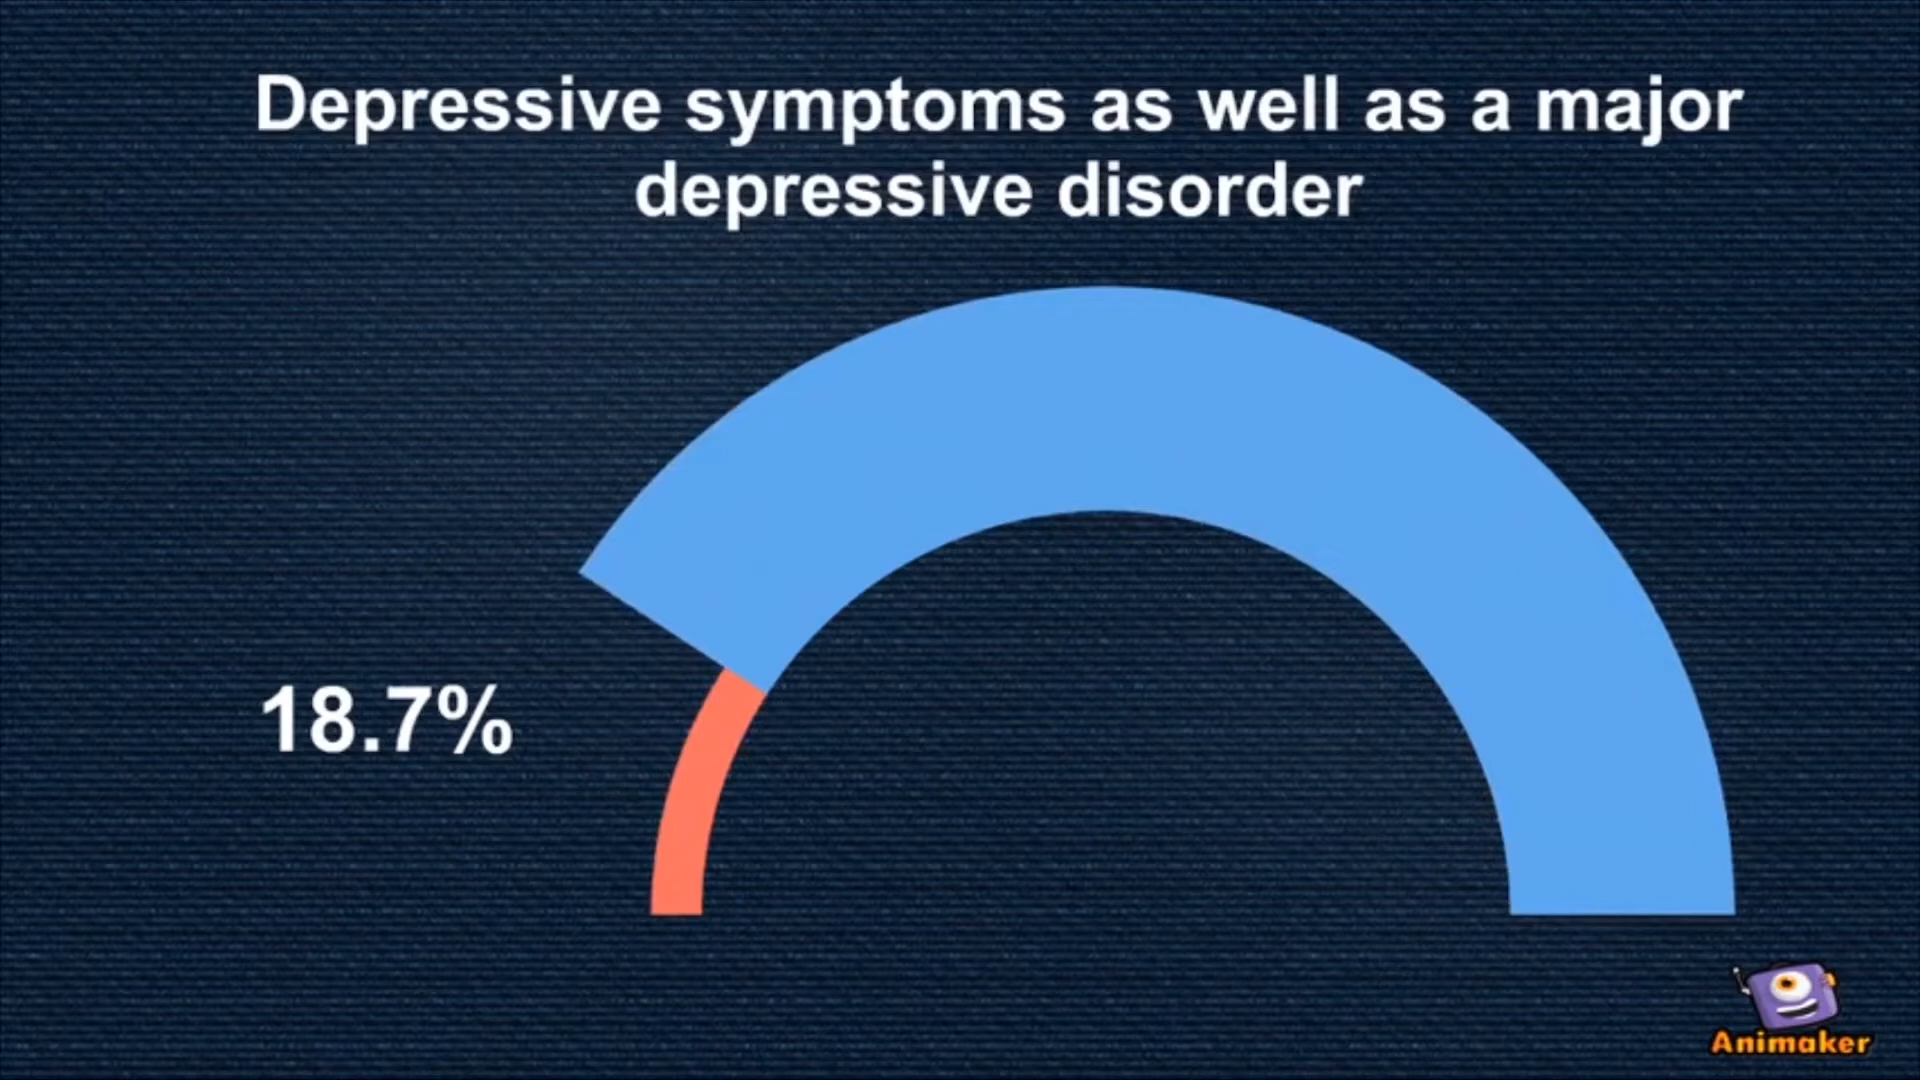 Depressive symptoms as well as a major
depressive disorder
18.7%
Animaker